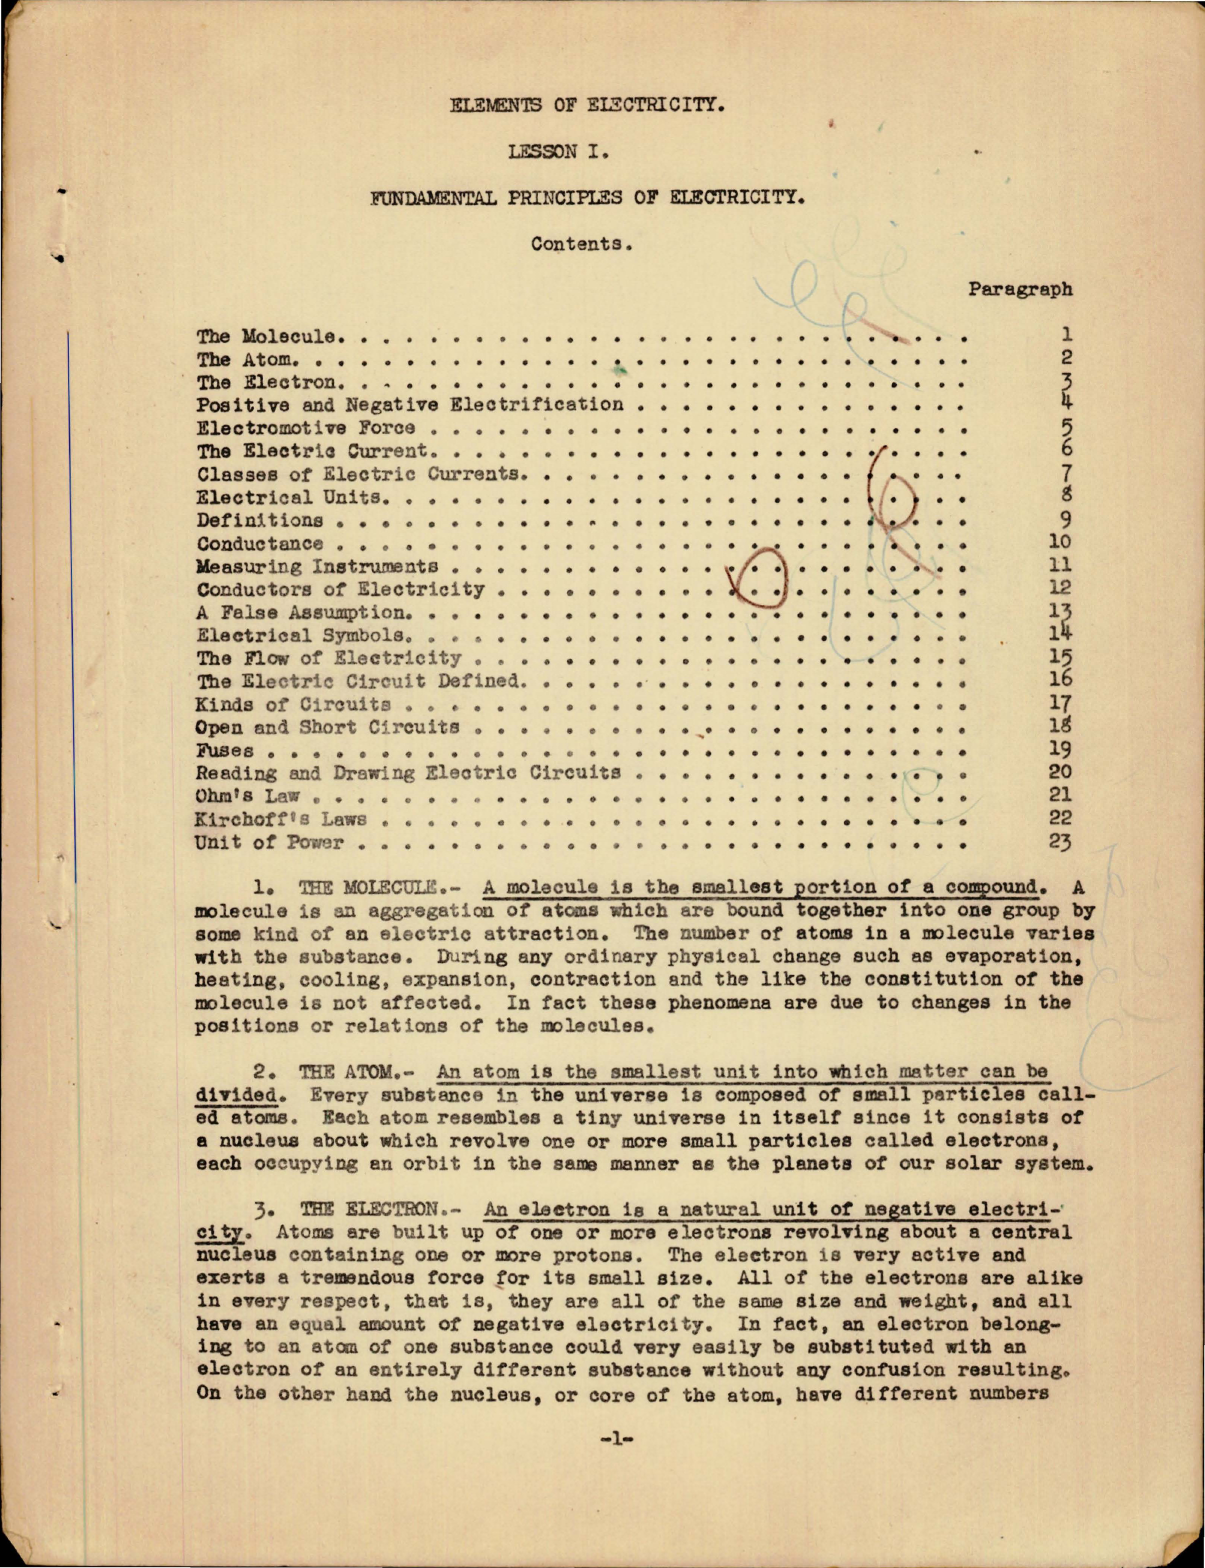 ELEMENTS OF ELECTRICITY.
LESSON I.
FUNDAMENTAL PRINCIPLES OF ELECTRICITY.
Contents.
Paragraph
The Molecule. . . . . . . . . . . . . . . . . . . . . . . . . . . . 1
The Atom. . . . . . . . . . . . . . . . . . . . . . . . . . . . . . 2
The Electron. . . . . . . . . . . . . . . . . . . . . . . . . . . . 3
Positive and Negative Electrification . . . . . . . . . . . . . . . 4
Electromotive Force . . . . . . . . . . . . . . . . . . . . . . . . 5
The Electric Current. . . . . . . . . . . . . . . . . . . . . . . . 6
Classes of Electric Currents. . . . . . . . . . . . . . . . . . . . 7
Electrical Units. . . . . . . . . . . . . . . . . . . . . . . . . . 8
Definitions . . . . . . . . . . . . . . . . . . . . . . . . . . . . 9
Conductance . . . . . . . . . . . . . . . . . . . . . . . . . . . . 10
Measuring Instruments . . . . . . . . . . . . . . . . . . . . . . . 11
Conductors of Electricity . . . . . . . . . . . . . . . . . . . . . 12
A False Assumption. . . . . . . . . . . . . . . . . . . . . . . . . 13
Electrical Symbols. . . . . . . . . . . . . . . . . . . . . . . . . 14
The Flow of Electricity . . . . . . . . . . . . . . . . . . . . . . 15
The Electric Circuit Defined. . . . . . . . . . . . . . . . . . . . 16
Kinds of Circuits . . . . . . . . . . . . . . . . . . . . . . . . . 17
Open and Short Circuits . . . . . . . . . . . . . . . . . . . . . . 18
Fuses . . . . . . . . . . . . . . . . . . . . . . . . . . . . . . . 19
Reading and Drawing Electric Circuits . . . . . . . . . . . . . . . 20
Ohm's Law . . . . . . . . . . . . . . . . . . . . . . . . . . . . . 21
Kirchoff's Laws . . . . . . . . . . . . . . . . . . . . . . . . . . 22
Unit of Power . . . . . . . . . . . . . . . . . . . . . . . . . . . 23
1. THE MOLECULE.- A molecule is the smallest portion of a compound. A
molecule is an aggregation of atoms which are bound together into one group by
some kind of an electric attraction. The number of atoms in a molecule varies
with the substance. During any ordinary physical change such as evaporation,
heating, cooling, expansion, contraction and the like the constitution of the
molecule is not affected. In fact these phenomena are due to changes in the
positions or relations of the molecules.
2. THE ATOM.- An atom is the smallest unit into which matter can be
divided. Every substance in the universe is composed of small particles call-
ed atoms. Each atom resembles a tiny universe in itself since it consists of
a nucleus about which revolve one or more small particles called electrons,
each occupying an orbit in the same manner as the planets of our solar system.
3. THE ELECTRON.- An electron is a natural unit of negative electri-
city. Atoms are built up of one or more electrons revolving about a central
nucleus containing one or more protons. The electron is very active and
exerts a tremendous force for its small size. All of the electrons are alike
in every respect, that is, they are all of the same size and weight, and all
have an equal amount of negative electricity. In fact, an electron belong-
ing to an atom of one substance could very easily be substituted with an
electron of an entirely different substance without any confusion resulting.
On the other hand the nucleus, or core of the atom, have different numbers
-1-